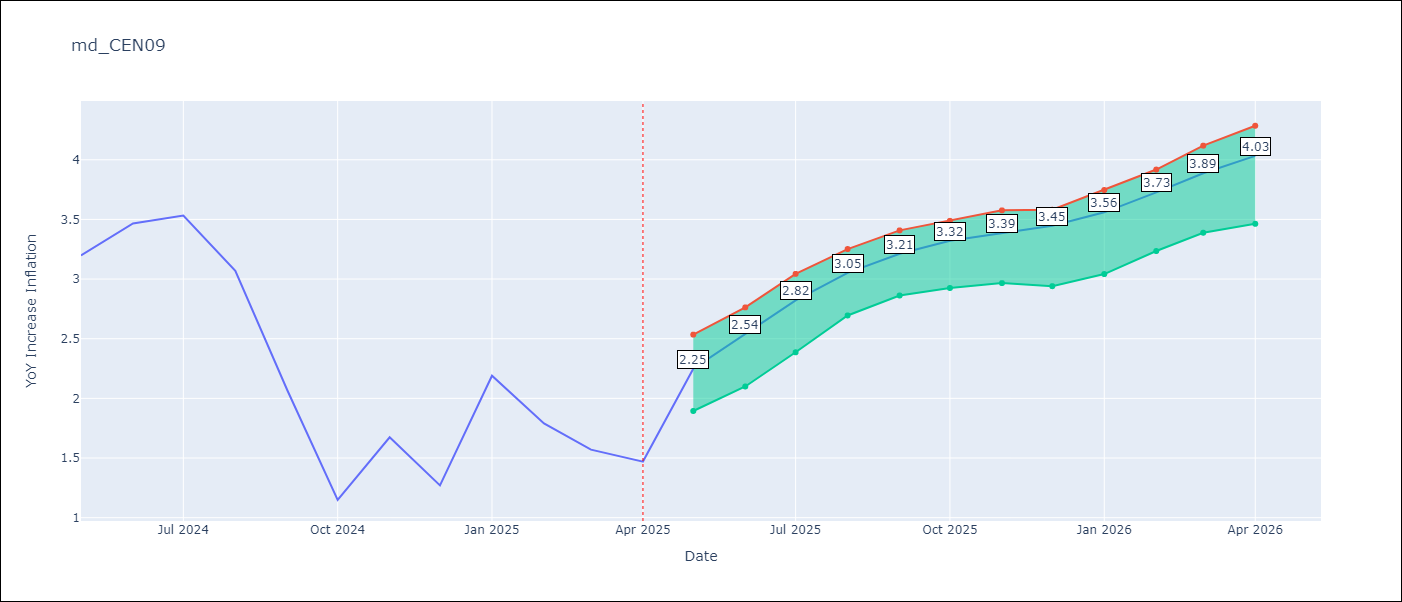 md_CEN09
YoY Increase Inflation
4
3.5
3
2.5
2
1.5
1
2.25
2.54
2.82
3.05
3.21
3.32
3.39
3.45
3.56
3.73
3.89
4.03
Jul 2024
Oct 2024
Jan 2025
Apr 2025
Jul 2025
Oct 2025
Jan 2026
Apr 2026
Date